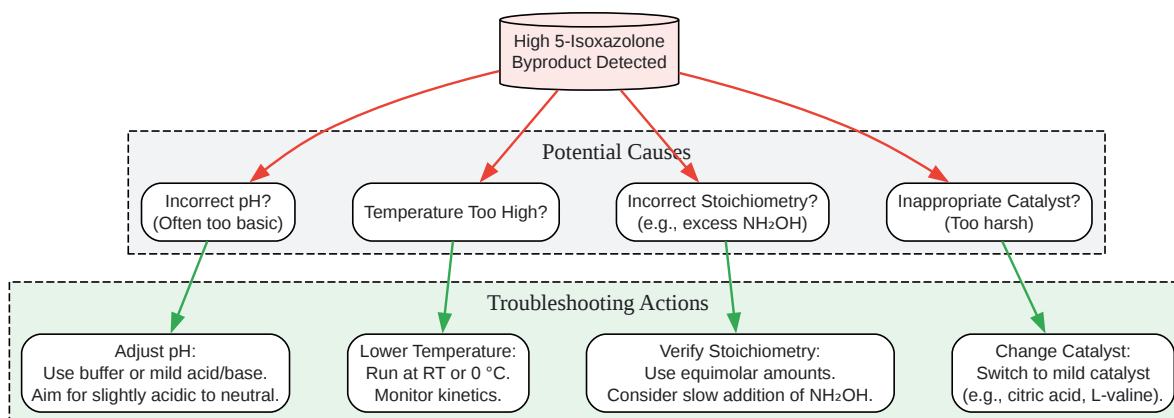 High 5-Isoxazolone
Byproduct Detected
Potential Causes
Incorrect pH?
(Often too basic)
Temperature Too High?
Incorrect Stoichiometry?
(e.g., excess NH₂OH)
Inappropriate Catalyst?
(Too harsh)
Troubleshooting Actions
Adjust pH:
Use buffer or mild acid/base.
Aim for slightly acidic to neutral.
Lower Temperature:
Run at RT or 0 °C.
Monitor kinetics.
Verify Stoichiometry:
Use equimolar amounts.
Consider slow addition of NH₂OH.
Change Catalyst:
Switch to mild catalyst
(e.g., citric acid, L-valine).